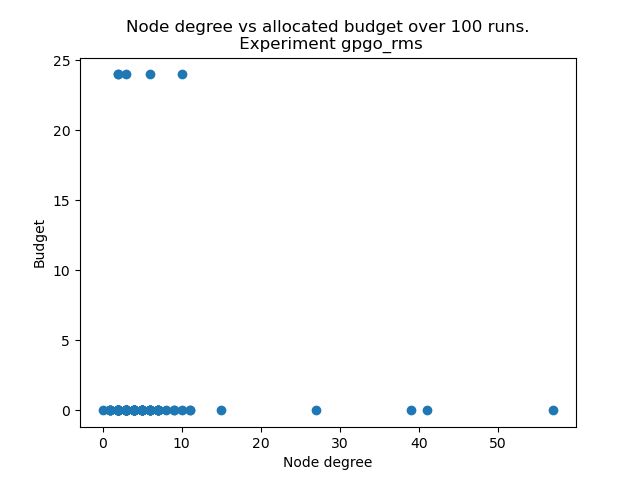 Node degree vs allocated budget over 100 runs.
Experiment gpgo_rms
25
20
15
10
5
0
Budget
0 10 20 30 40 50
Node degree